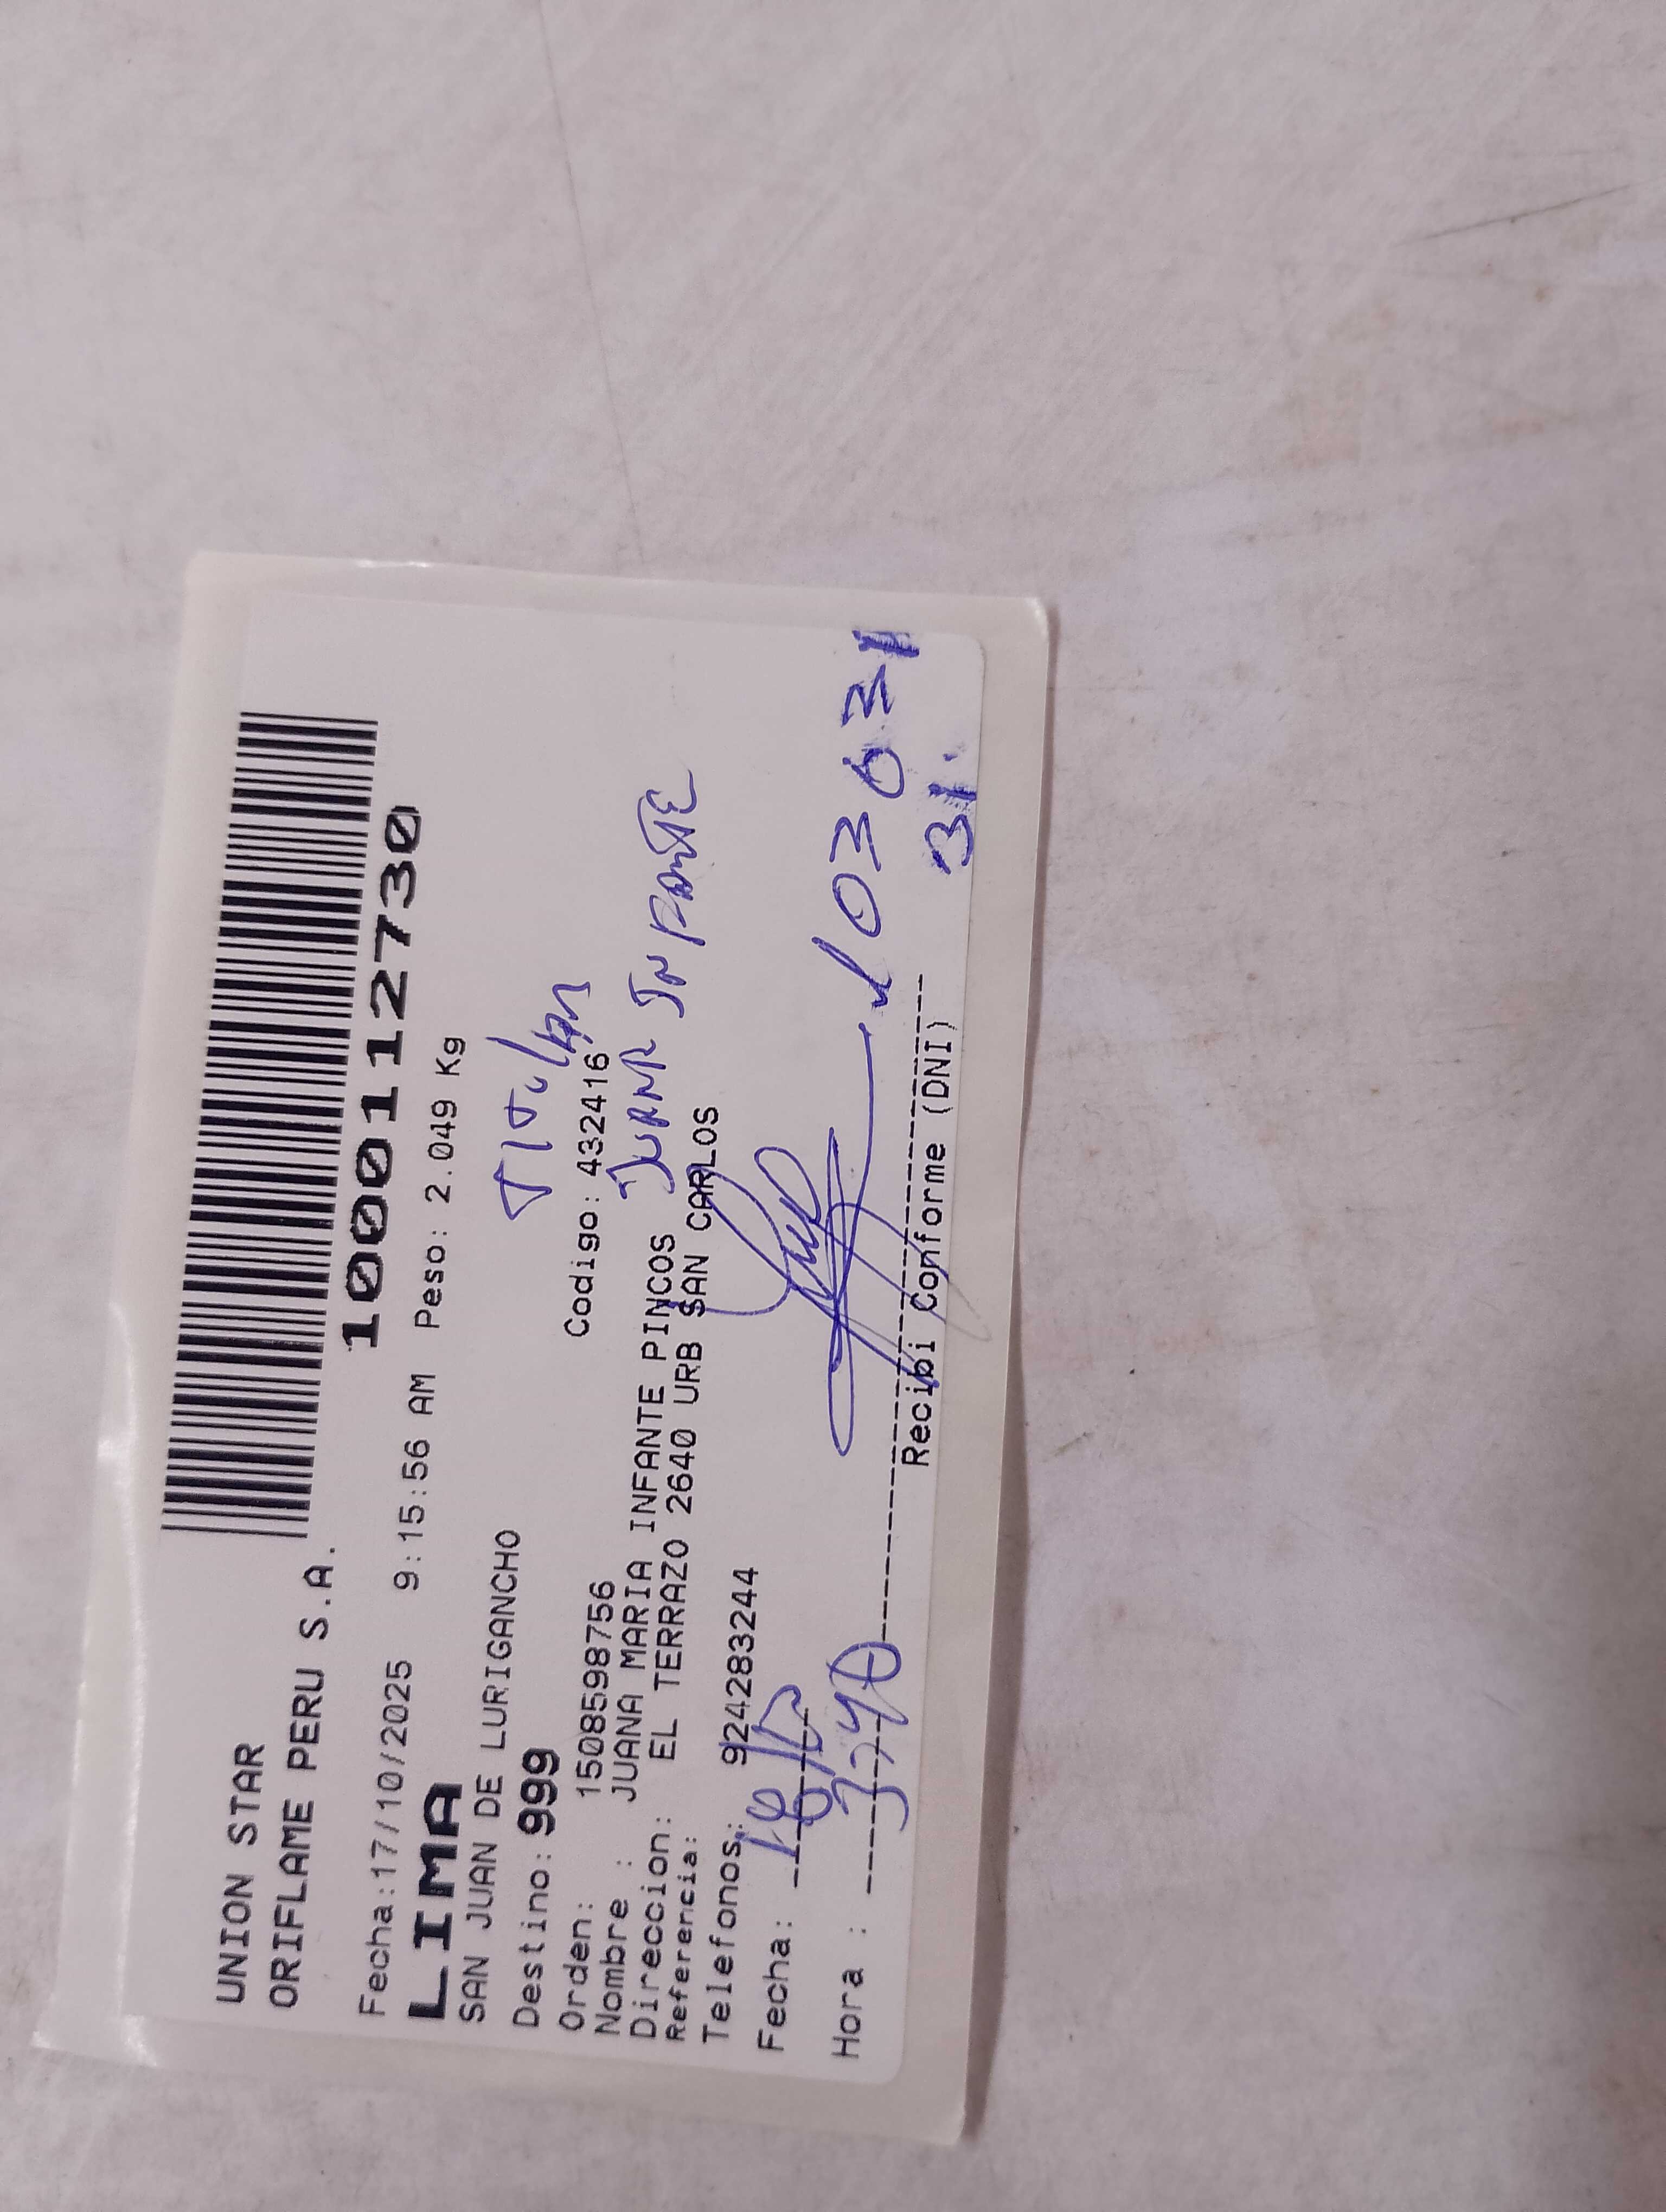 UNION STAR
ORIFLAME PERU S.A.
1000112730
Fecha:17/10/2025 9:15:56 AM Peso: 2.049 Kg
LIMA
SAN JUAN DE LURIGANCHO
Destino: 999
Titular
Orden: 15085598756 Codigo: 432416
Nombre : JUANA MARIA INFANTE PINCOS
Juana Infante
Direccion: EL TERRAZO 2640 URB SAN CARLOS
Referencia:
Telefonos: 924283244
Fecha:
Hora :
Recibi Conforme (DNI)
31.